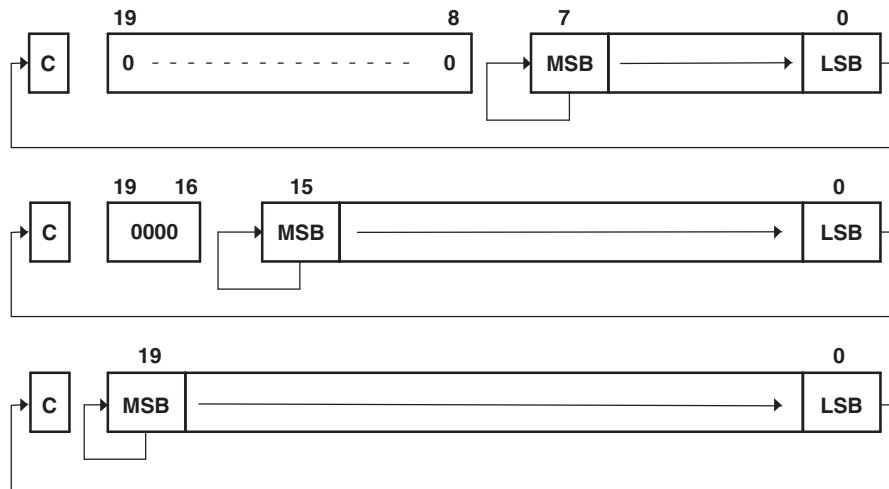 19 8 7 0
C 0 0 MSB LSB
19 16 15 0
C 0000 MSB LSB
19 0
C MSB LSB